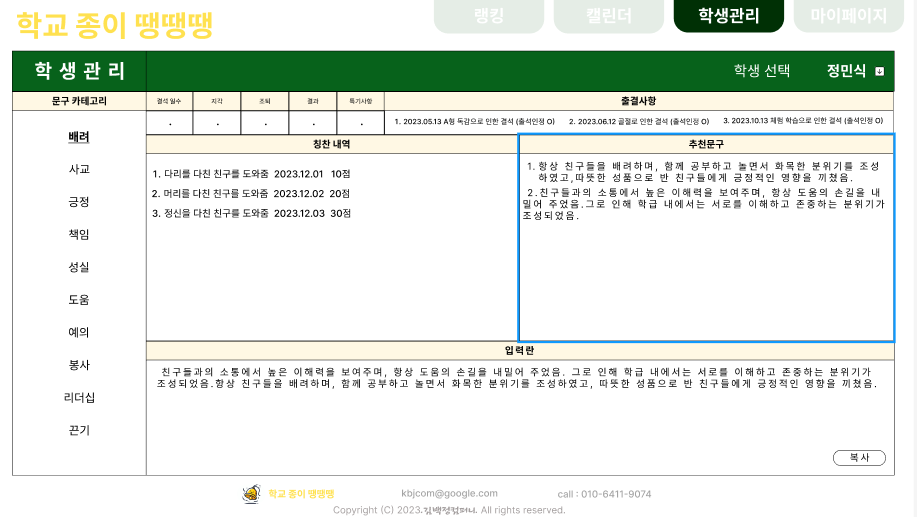 학교 종이 땡땡땡
랭킹
캘린더
학생관리
마이페이지
학생관리
학생 선택
정민식
문구 카테고리
결석 일수
지각
조퇴
결과
특기사항
출결사항
.
.
.
.
.
1. 2023.05.13 A형 독감으로 인한 결석 (출석인정 O)
2. 2023.06.12 골절로 인한 결석 (출석인정 O)
3. 2023.10.13 체험 학습으로 인한 결석 (출석인정 O)
배려
사교
긍정
책임
성실
도움
예의
봉사
리더십
끈기
칭찬 내역
1. 다리를 다친 친구를 도와줌 2023.12.01 10점
2. 머리를 다친 친구를 도와줌 2023.12.02 20점
3. 정신을 다친 친구를 도와줌 2023.12.03 30점
추천문구
1. 항상 친구들을 배려하며, 함께 공부하고 놀면서 화목한 분위기를 조성
하였고,따뜻한 성품으로 반 친구들에게 긍정적인 영향을 끼쳤음.
2.친구들과의 소통에서 높은 이해력을 보여주며, 항상 도움의 손길을 내
밀어 주었음.그로 인해 학급 내에서는 서로를 이해하고 존중하는 분위기가
조성되었음.
입력란
친구들과의 소통에서 높은 이해력을 보여주며, 항상 도움의 손길을 내밀어 주었음. 그로 인해 학급 내에서는 서로를 이해하고 존중하는 분위기가
조성되었음.항상 친구들을 배려하며, 함께 공부하고 놀면서 화목한 분위기를 조성하였고, 따뜻한 성품으로 반 친구들에게 긍정적인 영향을 끼쳤음.
복사
학교 종이 땡땡땡
kbjcom@google.com
call : 010-6411-9074
Copyright (C) 2023.김백정컴퍼니. All rights reserved.